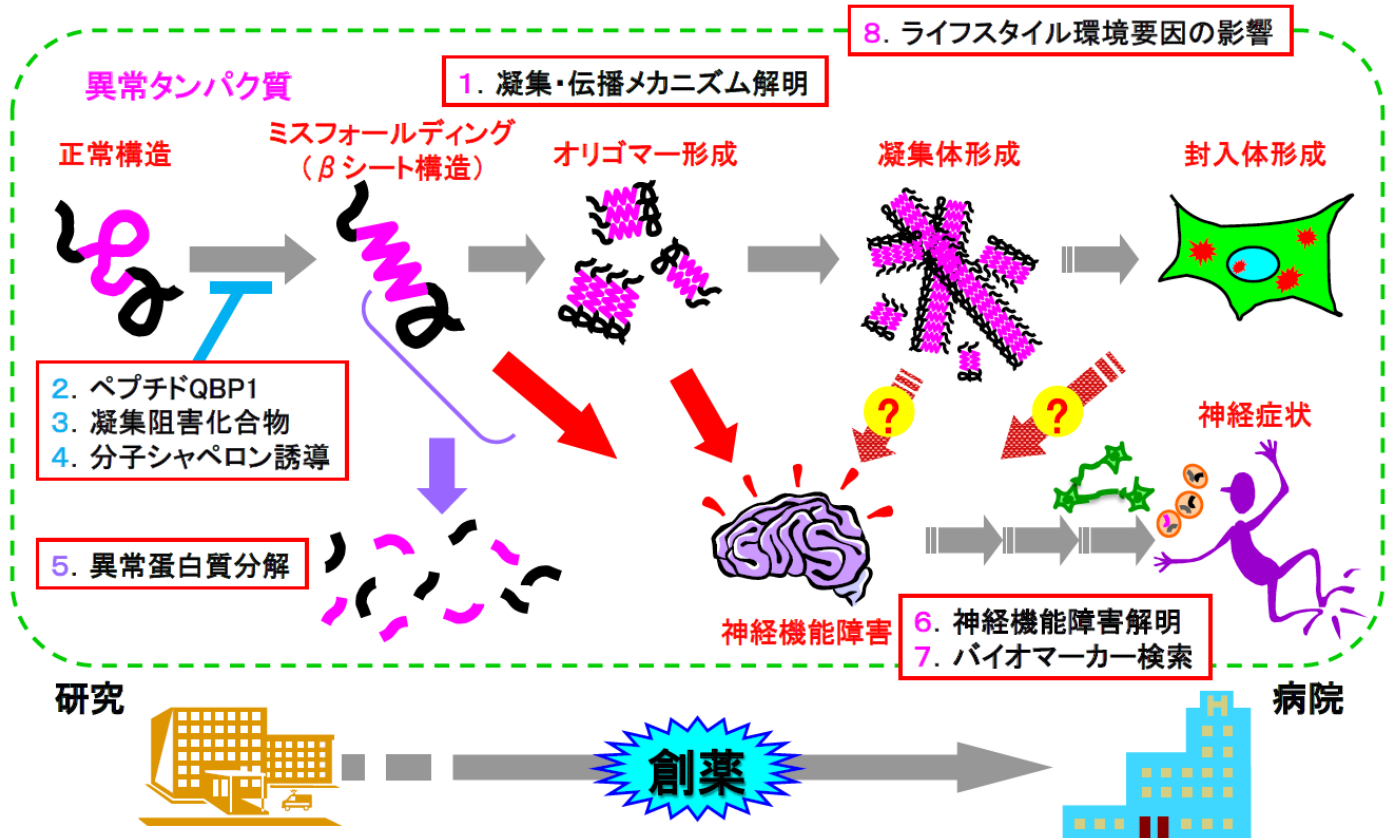 8. ライフスタイル環境要因の影響
1. 凝集・伝播メカニズム解明
異常タンパク質
正常構造
ミスフォールディング
(βシート構造)
オリゴマー形成
凝集体形成
封入体形成
2. ペプチドQBP1
3. 凝集阻害化合物
4. 分子シャペロン誘導
?
?
神経症状
5. 異常蛋白質分解
神経機能障害
6. 神経機能障害解明
7. バイオマーカー検索
研究
創薬
病院
H